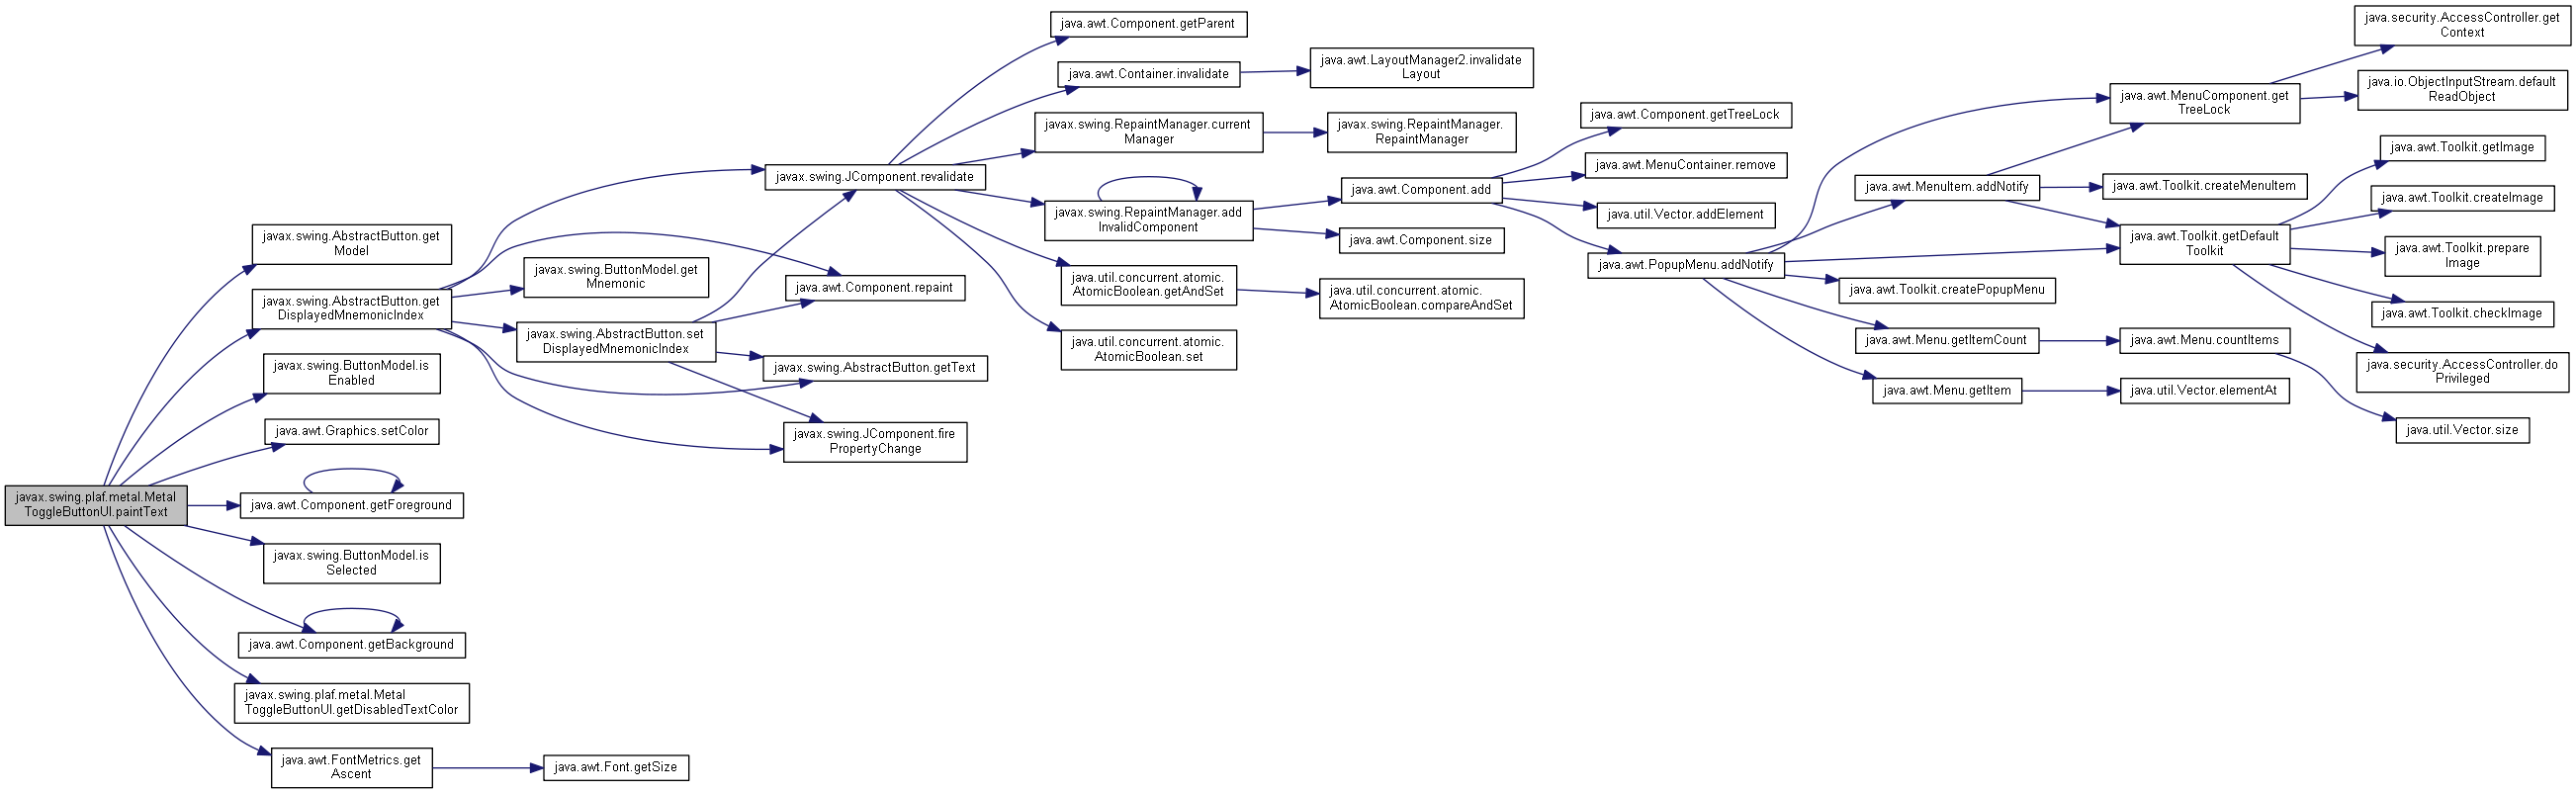 javax.swing.plaf.metal.Metal
ToggleButtonUI.paintText
javax.swing.AbstractButton.get
Model
javax.swing.AbstractButton.get
DisplayedMnemonicIndex
javax.swing.ButtonModel.is
Enabled
java.awt.Graphics.setColor
java.awt.Component.getForeground
javax.swing.ButtonModel.is
Selected
java.awt.Component.getBackground
javax.swing.plaf.metal.Metal
ToggleButtonUI.getDisabledTextColor
java.awt.FontMetrics.get
Ascent
javax.swing.ButtonModel.get
Mnemonic
javax.swing.AbstractButton.set
DisplayedMnemonicIndex
java.awt.Font.getSize
javax.swing.JComponent.revalidate
java.awt.Component.repaint
javax.swing.AbstractButton.getText
javax.swing.JComponent.fire
PropertyChange
java.awt.Component.getParent
java.awt.Container.invalidate
javax.swing.RepaintManager.current
Manager
javax.swing.RepaintManager.add
InvalidComponent
java.util.concurrent.atomic.
AtomicBoolean.getAndSet
java.util.concurrent.atomic.
AtomicBoolean.set
java.awt.LayoutManager2.invalidate
Layout
javax.swing.RepaintManager.
RepaintManager
java.awt.Component.add
java.awt.Component.size
java.util.concurrent.atomic.
AtomicBoolean.compareAndSet
java.awt.Component.getTreeLock
java.awt.MenuContainer.remove
java.util.Vector.addElement
java.awt.PopupMenu.addNotify
java.awt.MenuItem.addNotify
java.awt.Toolkit.createPopupMenu
java.awt.Menu.getItemCount
java.awt.Menu.getItem
java.awt.MenuComponent.get
TreeLock
java.awt.Toolkit.createMenuItem
java.awt.Toolkit.getDefault
Toolkit
java.awt.Menu.countItems
java.util.Vector.elementAt
java.security.AccessController.get
Context
java.io.ObjectInputStream.default
ReadObject
java.awt.Toolkit.getImage
java.awt.Toolkit.createImage
java.awt.Toolkit.prepare
Image
java.awt.Toolkit.checkImage
java.security.AccessController.do
Privileged
java.util.Vector.size